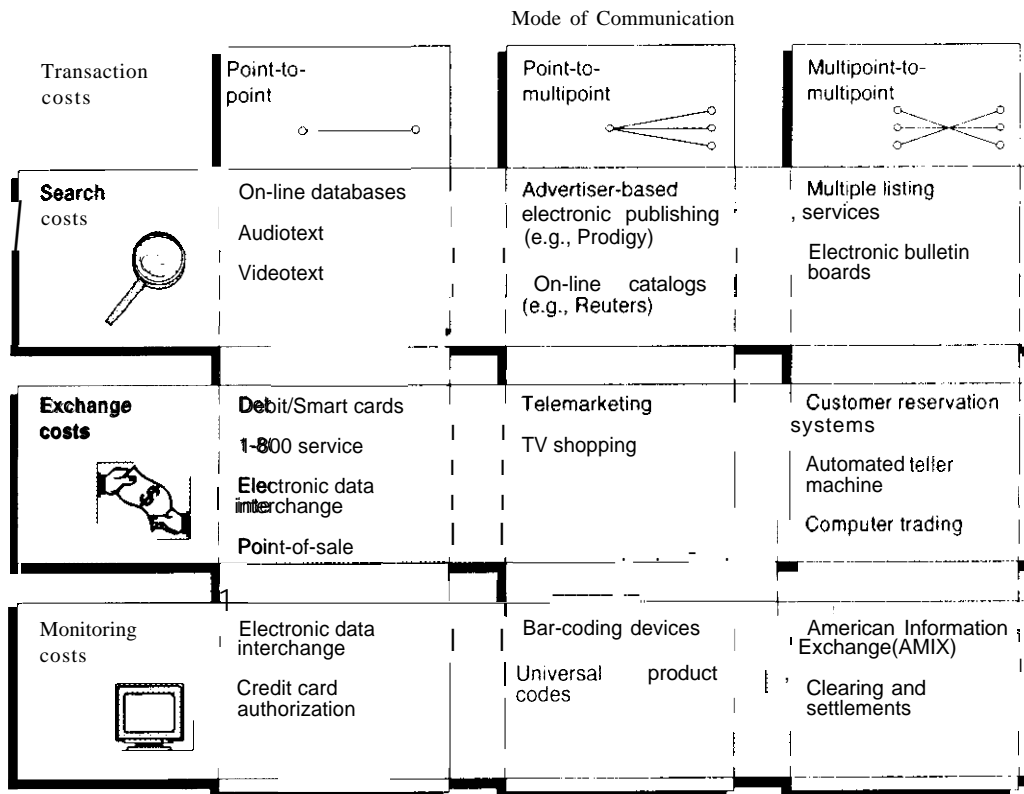 Mode of Communication
Transaction
costs
Point-to-
point
Point-to-
multipoint
Multipoint-to-
multipoint
Search
costs
On-line databases
Audiotext
Videotext
Advertiser-based
electronic publishing
(e.g., Prodigy)
On-line catalogs
(e.g., Reuters)
Multiple listing
services
Electronic bulletin
boards
Exchange
costs
$
Debit/Smart cards
1-800 service
Electronic data
interchange
Point-of-sale
Telemarketing
TV shopping
Customer reservation
systems
Automated teller
machine
Computer trading
Monitoring
costs
Electronic data
interchange
Credit card
authorization
Bar-coding devices
Universal product
codes
American Information
Exchange(AMIX)
Clearing and
settlements